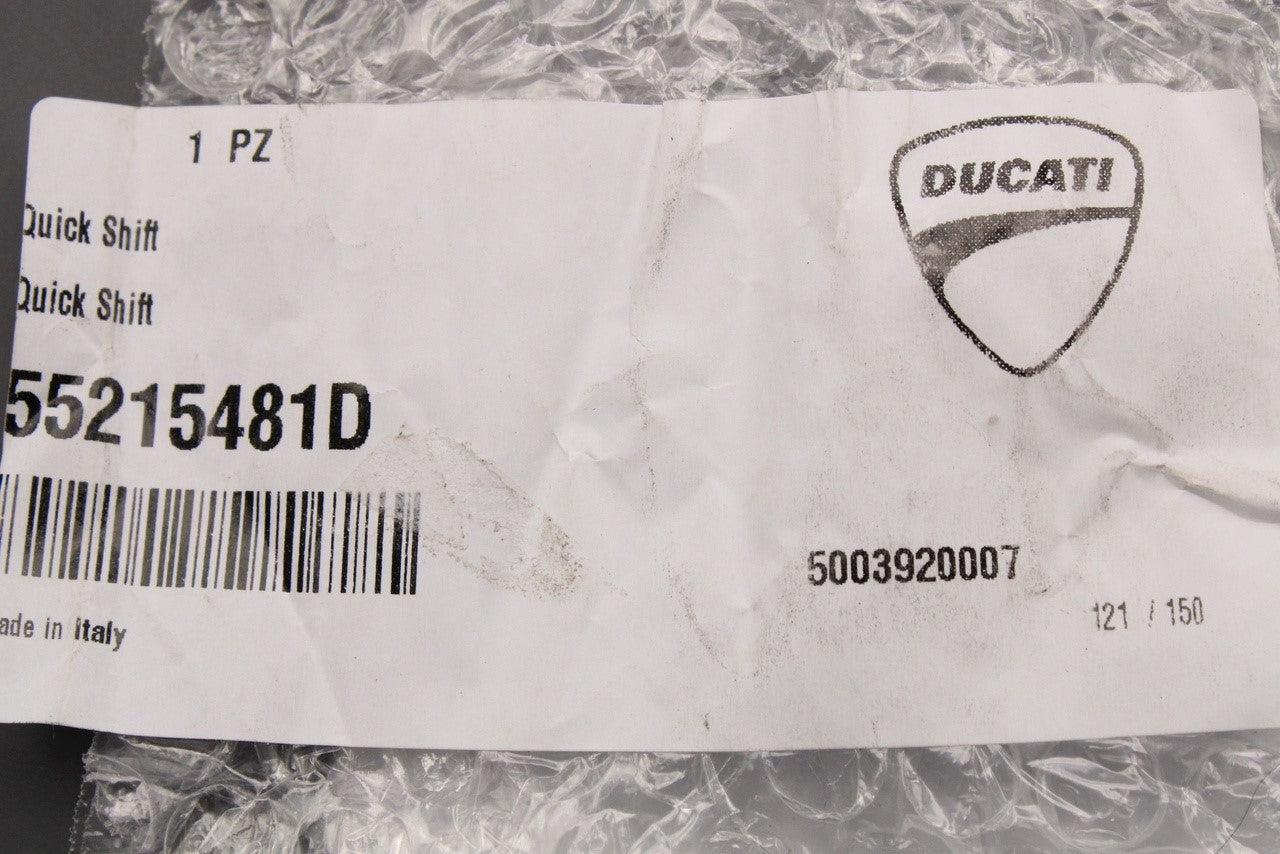 1 PZ
DUCATI
Quick Shift
Quick Shift
55215481D
5003920007
121 / 150
ade in Italy